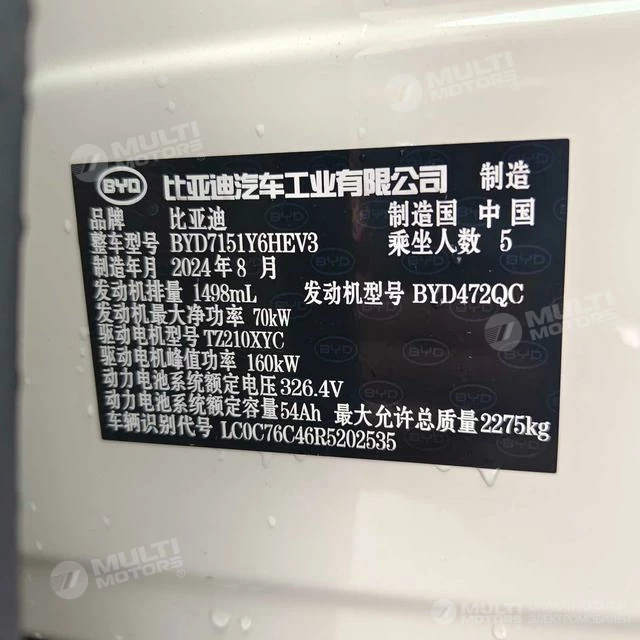 MULTI MOTORS
MULTI MOTORS
BYD 比亚迪汽车工业有限公司 制造
品牌 比亚迪 制造国 中国
整车型号 BYD7151Y6HEV3 乘坐人数 5
制造年月 2024年8月
发动机排量 1498mL 发动机型号 BYD472QC
发动机最大净功率 70kW
驱动电机型号 TZ210XYC
驱动电机峰值功率 160kW
动力电池系统额定电压 326.4V
动力电池系统额定容量 54Ah 最大允许总质量 2275kg
车辆识别代号 LC0C76C46R5202535
MULTI MOTORS
ЭЛЕКТРОМОБИЛЕЙ